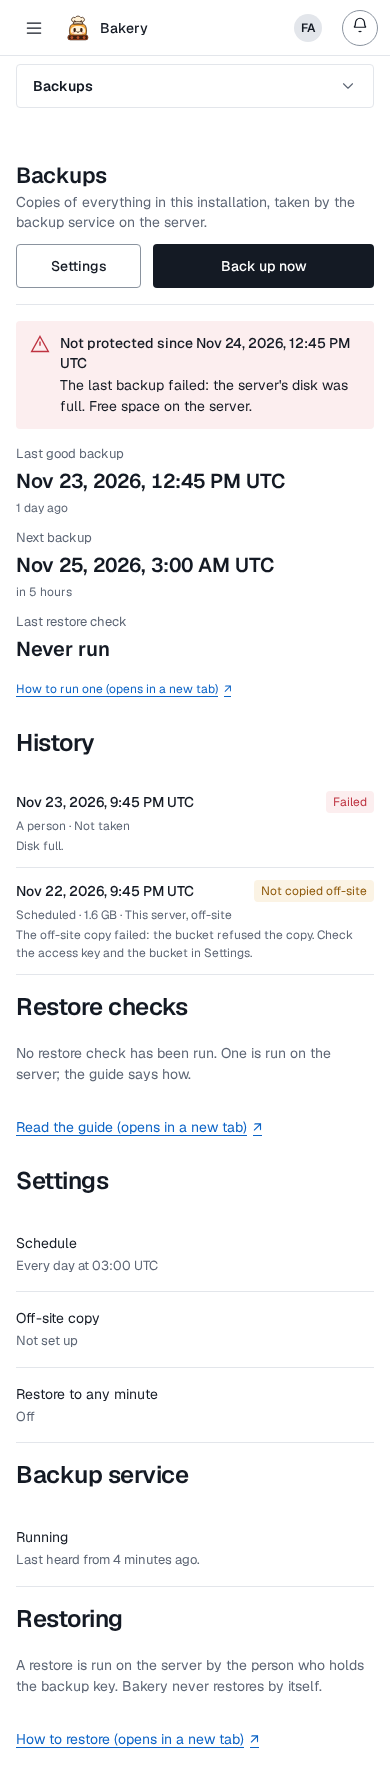 Bakery
FA
Backups
Backups
Copies of everything in this installation, taken by the
backup service on the server.
Settings
Back up now
Not protected since Nov 24, 2026, 12:45 PM
UTC
The last backup failed: the server's disk was
full. Free space on the server.
Last good backup
Nov 23, 2026, 12:45 PM UTC
1 day ago
Next backup
Nov 25, 2026, 3:00 AM UTC
in 5 hours
Last restore check
Never run
How to run one (opens in a new tab) ↗
History
Nov 23, 2026, 9:45 PM UTC
Failed
A person · Not taken
Disk full.
Nov 22, 2026, 9:45 PM UTC
Not copied off-site
Scheduled · 1.6 GB · This server, off-site
The off-site copy failed: the bucket refused the copy. Check
the access key and the bucket in Settings.
Restore checks
No restore check has been run. One is run on the
server; the guide says how.
Read the guide (opens in a new tab) ↗
Settings
Schedule
Every day at 03:00 UTC
Off-site copy
Not set up
Restore to any minute
Off
Backup service
Running
Last heard from 4 minutes ago.
Restoring
A restore is run on the server by the person who holds
the backup key. Bakery never restores by itself.
How to restore (opens in a new tab) ↗